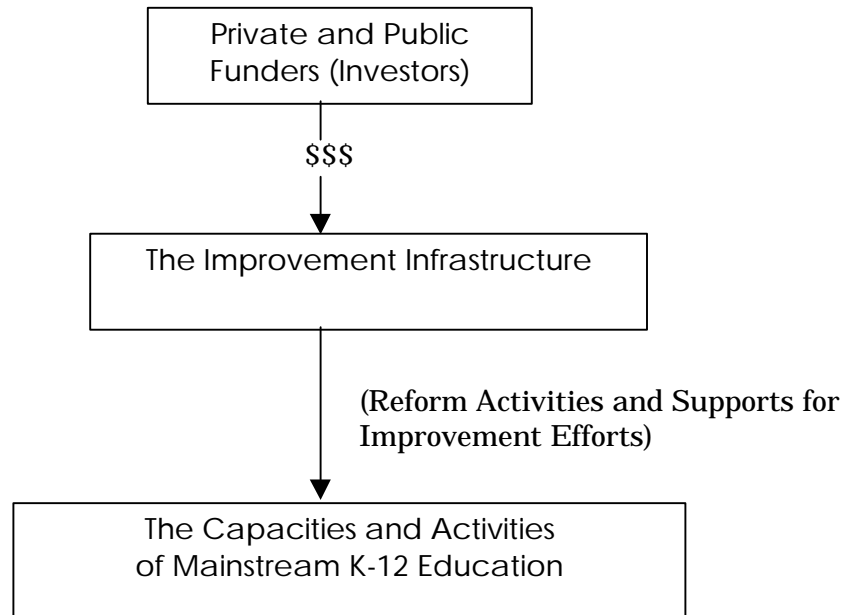 Private and Public
Funders (Investors)
$$$
The Improvement Infrastructure
(Reform Activities and Supports for
Improvement Efforts)
The Capacities and Activities
of Mainstream K-12 Education